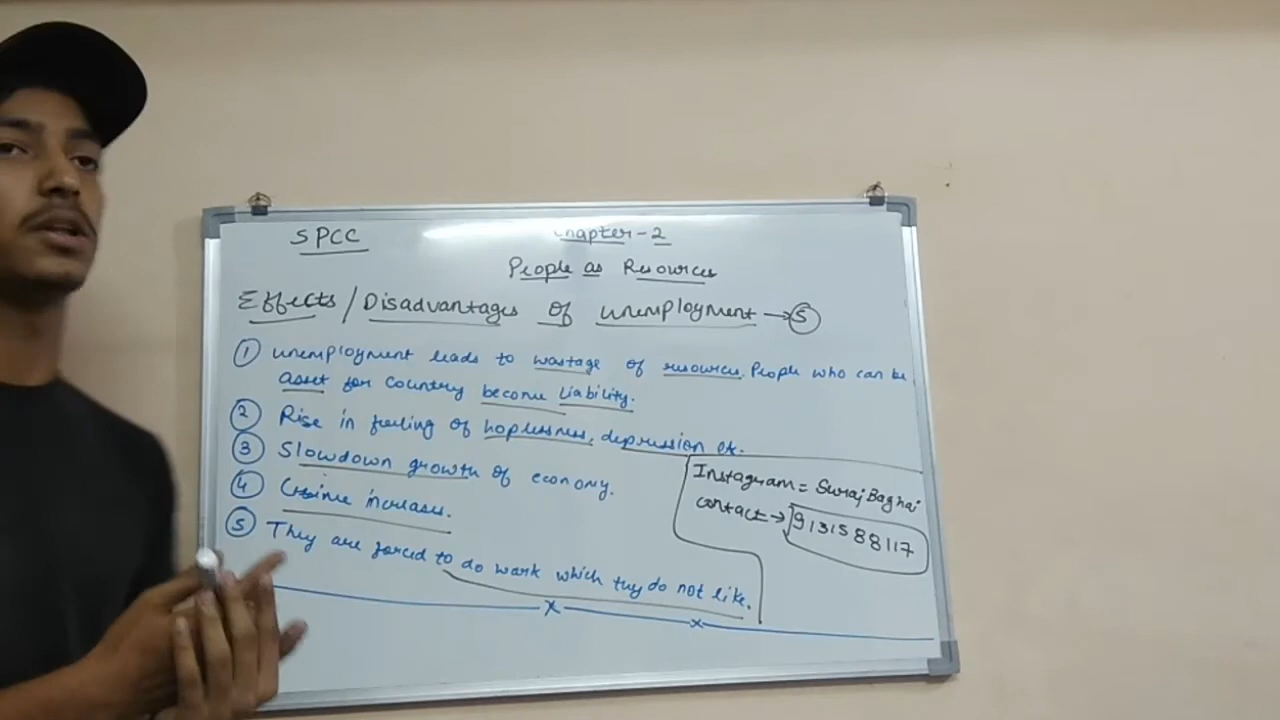 SPCC
Chapter-2
People as Resources
Effects/Disadvantages of unemployment → 5
1 unemployment leads to wastage of resources. People who can be
asset for country become liability.
2 Rise in feeling of hoplessness, depression etc.
3 Slowdown growth of economy.
4 Crime increases.
5 They are forced to do work which they do not like.
Instagram = Suraj Baghai
contact → 9131588117